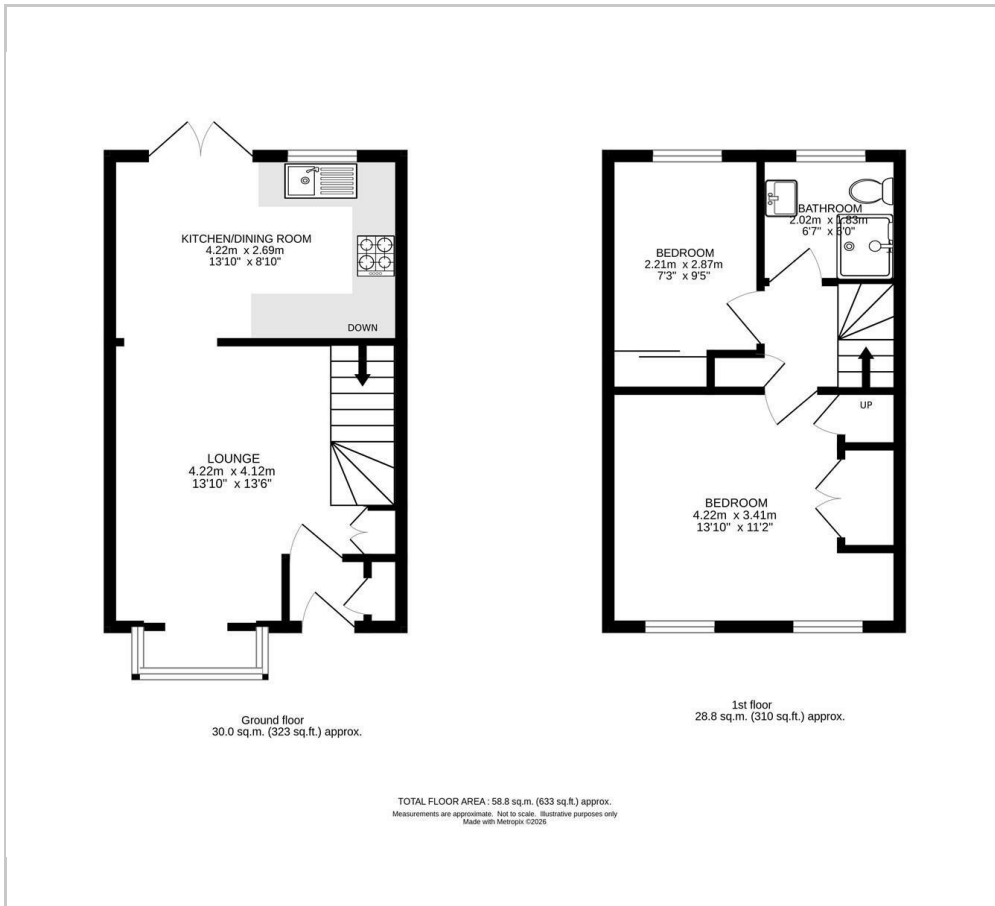 KITCHEN/DINING ROOM
4.22m x 2.69m
13'10" x 8'10"
DOWN
LOUNGE
4.22m x 4.12m
13'10" x 13'6"
Ground floor
30.0 sq.m. (323 sq.ft.) approx.
BATHROOM
2.02m x 1.83m
6'7" x 6'0"
BEDROOM
2.21m x 2.87m
7'3" x 9'5"
UP
BEDROOM
4.22m x 3.41m
13'10" x 11'2"
1st floor
28.8 sq.m. (310 sq.ft.) approx.
TOTAL FLOOR AREA : 58.8 sq.m. (633 sq.ft.) approx.
Measurements are approximate. Not to scale. Illustrative purposes only
Made with Metropix ©2026